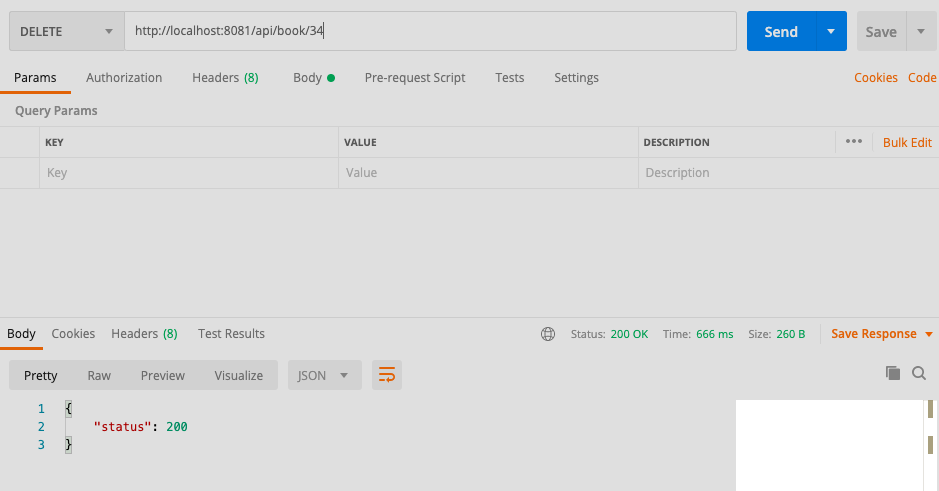 DELETE http://localhost:8081/api/book/34 Send Save
Params Authorization Headers (8) Body Pre-request Script Tests Settings Cookies Code
Query Params
KEY VALUE DESCRIPTION ••• Bulk Edit
Key Value Description
Body Cookies Headers (8) Test Results Status: 200 OK Time: 666 ms Size: 260 B Save Response
Pretty Raw Preview Visualize JSON
1 {
2 "status": 200
3 }